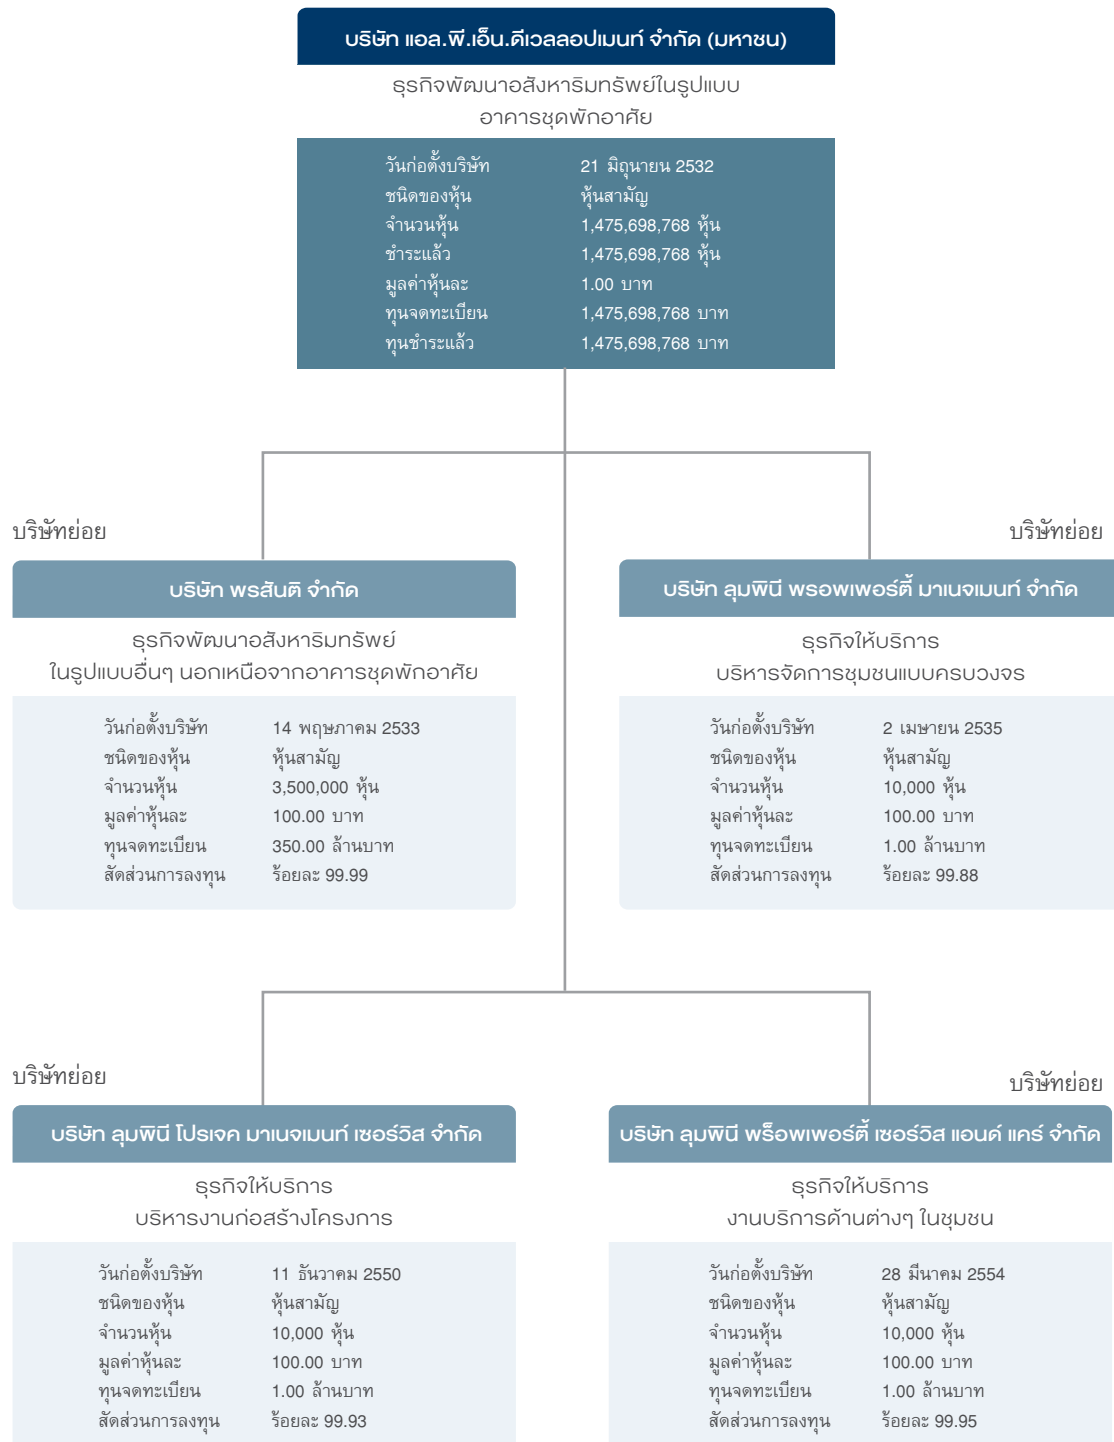 บริษัท แอล.พี.เอ็น.ดีเวลลอปเมนท์ จำกัด (มหาชน)
ธุรกิจพัฒนาอสังหาริมทรัพย์ในรูปแบบ
อาคารชุดพักอาศัย
วันก่อตั้งบริษัท 21 มิถุนายน 2532
ชนิดของหุ้น หุ้นสามัญ
จำนวนหุ้น 1,475,698,768 หุ้น
ชำระแล้ว 1,475,698,768 หุ้น
มูลค่าหุ้นละ 1.00 บาท
ทุนจดทะเบียน 1,475,698,768 บาท
ทุนชำระแล้ว 1,475,698,768 บาท
บริษัทย่อย
บริษัท พรสันติ จำกัด
ธุรกิจพัฒนาอสังหาริมทรัพย์
ในรูปแบบอื่นๆ นอกเหนือจากอาคารชุดพักอาศัย
วันก่อตั้งบริษัท 14 พฤษภาคม 2533
ชนิดของหุ้น หุ้นสามัญ
จำนวนหุ้น 3,500,000 หุ้น
มูลค่าหุ้นละ 100.00 บาท
ทุนจดทะเบียน 350.00 ล้านบาท
สัดส่วนการลงทุน ร้อยละ 99.99
บริษัทย่อย
บริษัท ลุมพินี พรอพเพอร์ตี้ มาเนจเมนท์ จำกัด
ธุรกิจให้บริการ
บริหารจัดการชุมชนแบบครบวงจร
วันก่อตั้งบริษัท 2 เมษายน 2535
ชนิดของหุ้น หุ้นสามัญ
จำนวนหุ้น 10,000 หุ้น
มูลค่าหุ้นละ 100.00 บาท
ทุนจดทะเบียน 1.00 ล้านบาท
สัดส่วนการลงทุน ร้อยละ 99.88
บริษัทย่อย
บริษัท ลุมพินี โปรเจค มาเนจเมนท์ เซอร์วิส จำกัด
ธุรกิจให้บริการ
บริหารงานก่อสร้างโครงการ
วันก่อตั้งบริษัท 11 ธันวาคม 2550
ชนิดของหุ้น หุ้นสามัญ
จำนวนหุ้น 10,000 หุ้น
มูลค่าหุ้นละ 100.00 บาท
ทุนจดทะเบียน 1.00 ล้านบาท
สัดส่วนการลงทุน ร้อยละ 99.93
บริษัทย่อย
บริษัท ลุมพินี พร็อพเพอร์ตี้ เซอร์วิส แอนด์ แคร์ จำกัด
ธุรกิจให้บริการ
งานบริการด้านต่างๆ ในชุมชน
วันก่อตั้งบริษัท 28 มีนาคม 2554
ชนิดของหุ้น หุ้นสามัญ
จำนวนหุ้น 10,000 หุ้น
มูลค่าหุ้นละ 100.00 บาท
ทุนจดทะเบียน 1.00 ล้านบาท
สัดส่วนการลงทุน ร้อยละ 99.95